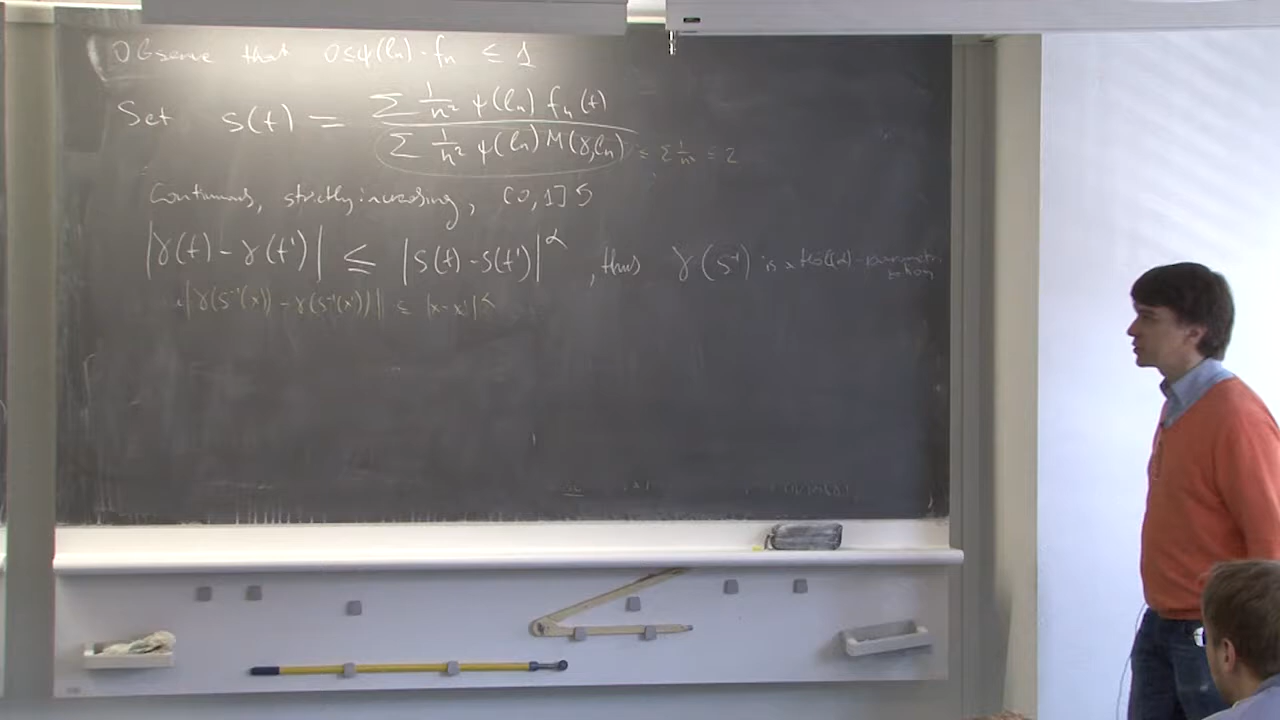 Observe that 0≤ψ(ln)·fn ≤ 1
Set s(t) = Σ 1/n² ψ(ln) fn(t) / Σ 1/n² ψ(ln) M(γ,ln) ≤ Σ 1/n² ≤ 2
Continuous, strictly increasing, [0,1]
|γ(t) - γ(t')| ≤ |s(t) - s(t')|^α, thus γ(s⁻¹) is a Höl(α)-parametrization
|γ(s⁻¹(x)) - γ(s⁻¹(x'))| ≤ |x-x'|^α